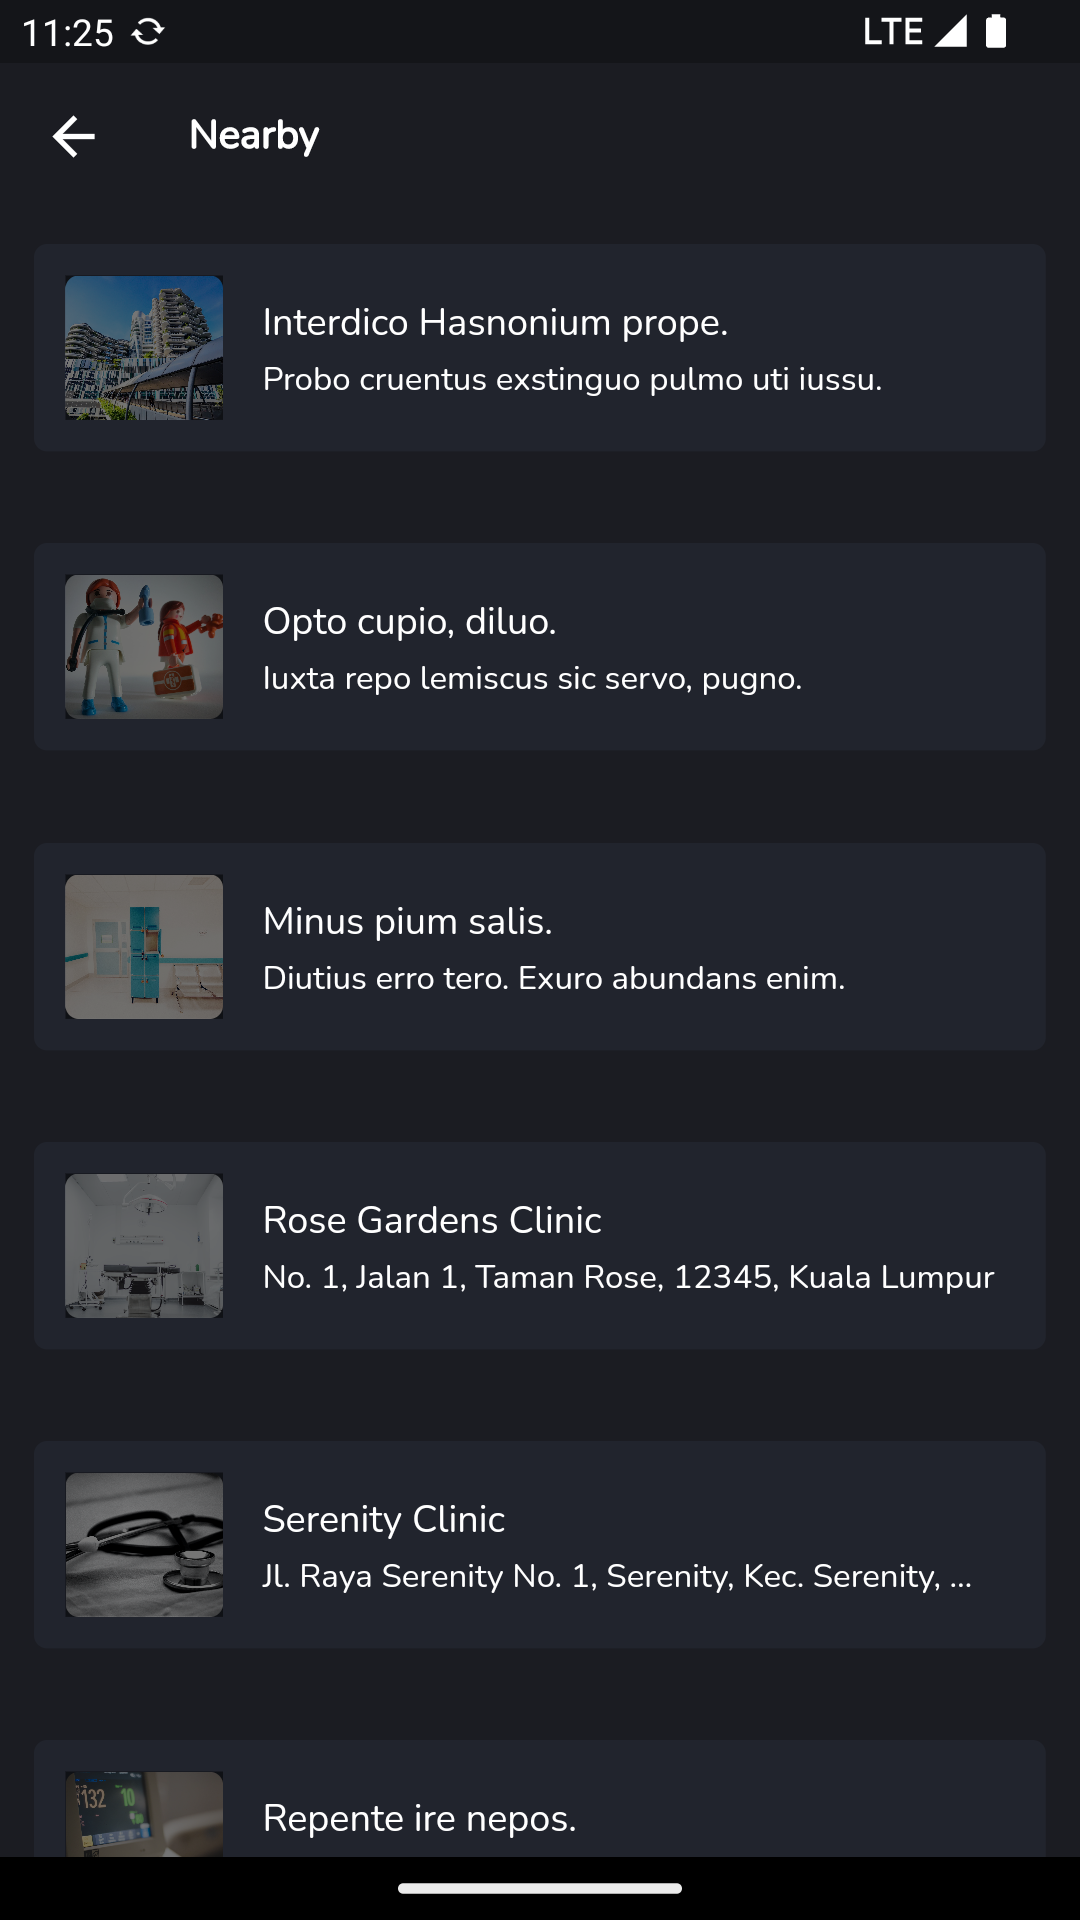 11:25
LTE
Nearby
Interdico Hasnonium prope.
Probo cruentus exstinguo pulmo uti iussu.
Opto cupio, diluo.
Iuxta repo lemiscus sic servo, pugno.
Minus pium salis.
Diutius erro tero. Exuro abundans enim.
Rose Gardens Clinic
No. 1, Jalan 1, Taman Rose, 12345, Kuala Lumpur
Serenity Clinic
Jl. Raya Serenity No. 1, Serenity, Kec. Serenity, ...
132 10
Repente ire nepos.